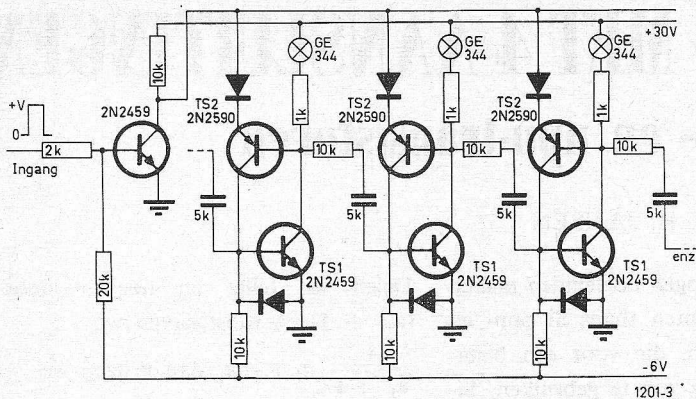 +30V
GE
344
GE
344
GE
344
10k
TS2
2N2590
1k
TS2
2N2590
1k
TS2
2N2590
1k
+V
0
2N2459
2k
Ingang
10k
10k
10k
5k
5k
5k
5k
enz
TS1
2N2459
TS1
2N2459
TS1
2N2459
20k
10k
10k
10k
-6V
1201-3